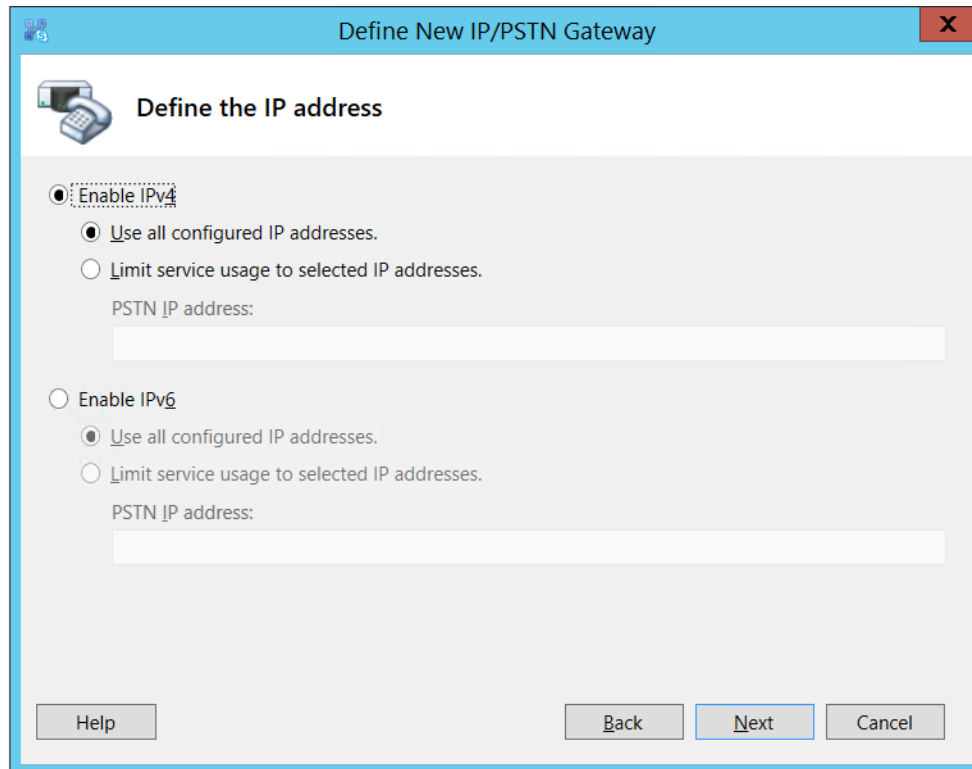 Define New IP/PSTN Gateway
X
Define the IP address
Enable IPv4
Use all configured IP addresses.
Limit service usage to selected IP addresses.
PSTN IP address:
Enable IPv6
Use all configured IP addresses.
Limit service usage to selected IP addresses.
PSTN IP address:
Help Back Next Cancel